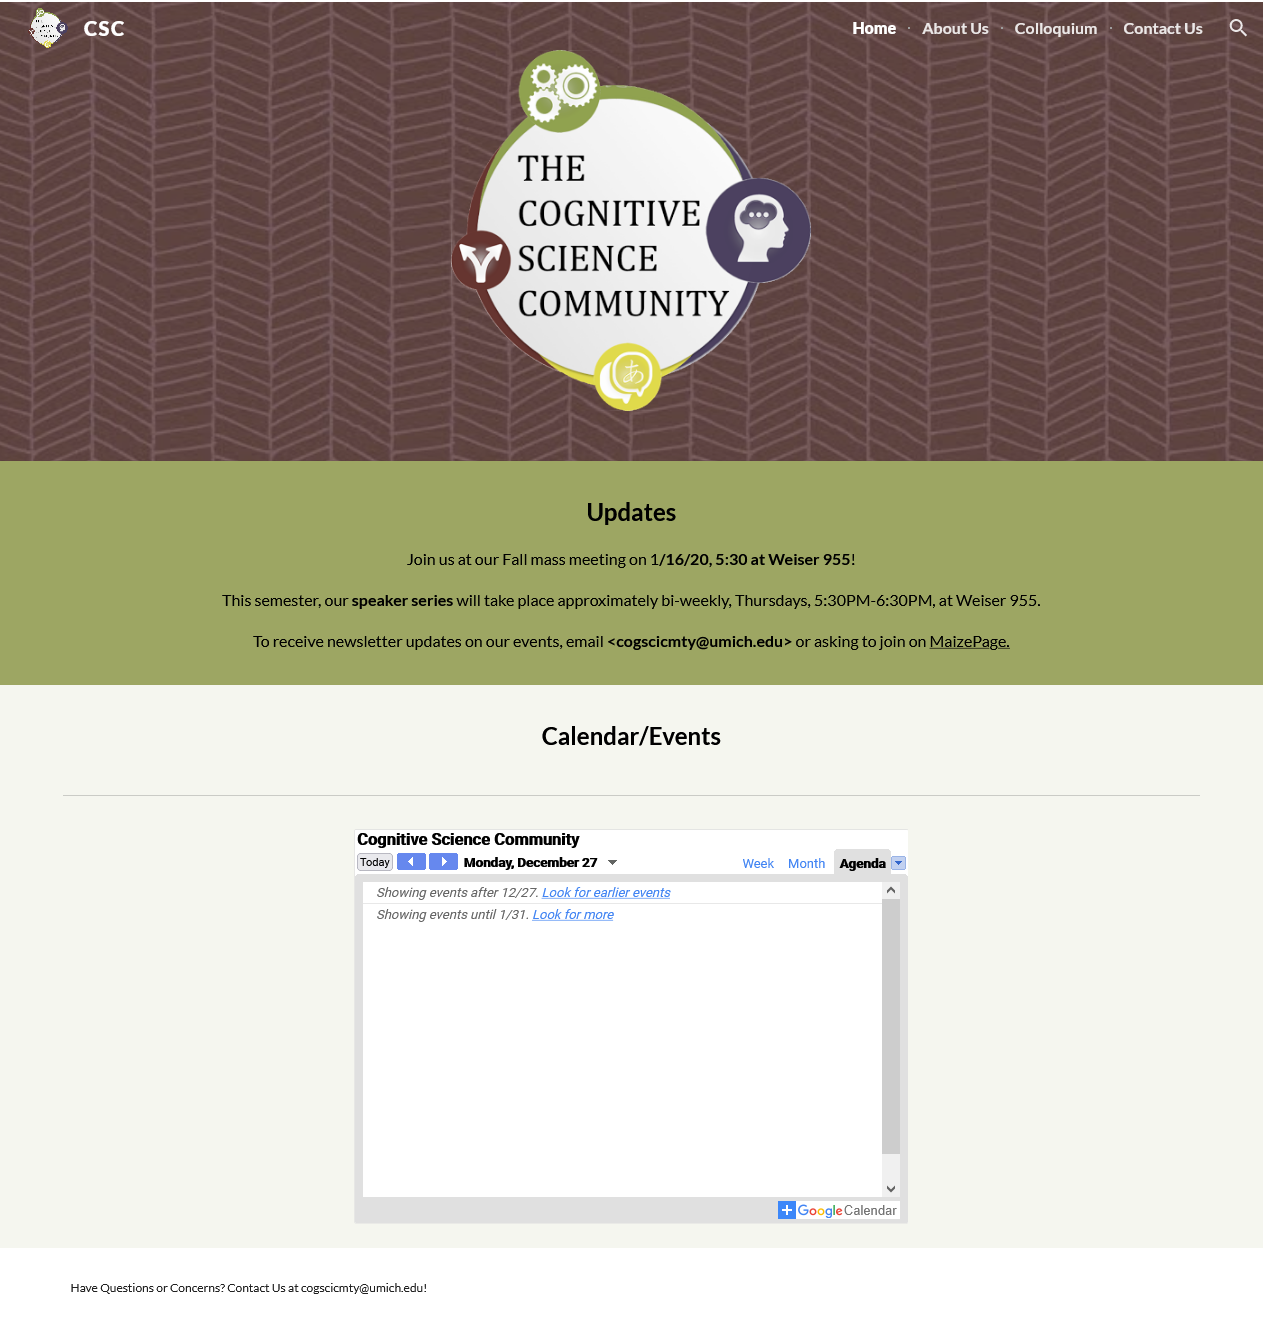 CSC
Home
About Us
Colloquium
Contact Us
THE
COGNITIVE
SCIENCE
COMMUNITY
あ
Updates
Join us at our Fall mass meeting on 1/16/20, 5:30 at Weiser 955!
This semester, our speaker series will take place approximately bi-weekly, Thursdays, 5:30PM-6:30PM, at Weiser 955.
To receive newsletter updates on our events, email <cogscicmty@umich.edu> or asking to join on MaizePage.
Calendar/Events
Cognitive Science Community
Today
Monday, December 27
Week
Month
Agenda
Showing events after 12/27. Look for earlier events
Showing events until 1/31. Look for more
Google Calendar
Have Questions or Concerns? Contact Us at cogscicmty@umich.edu!